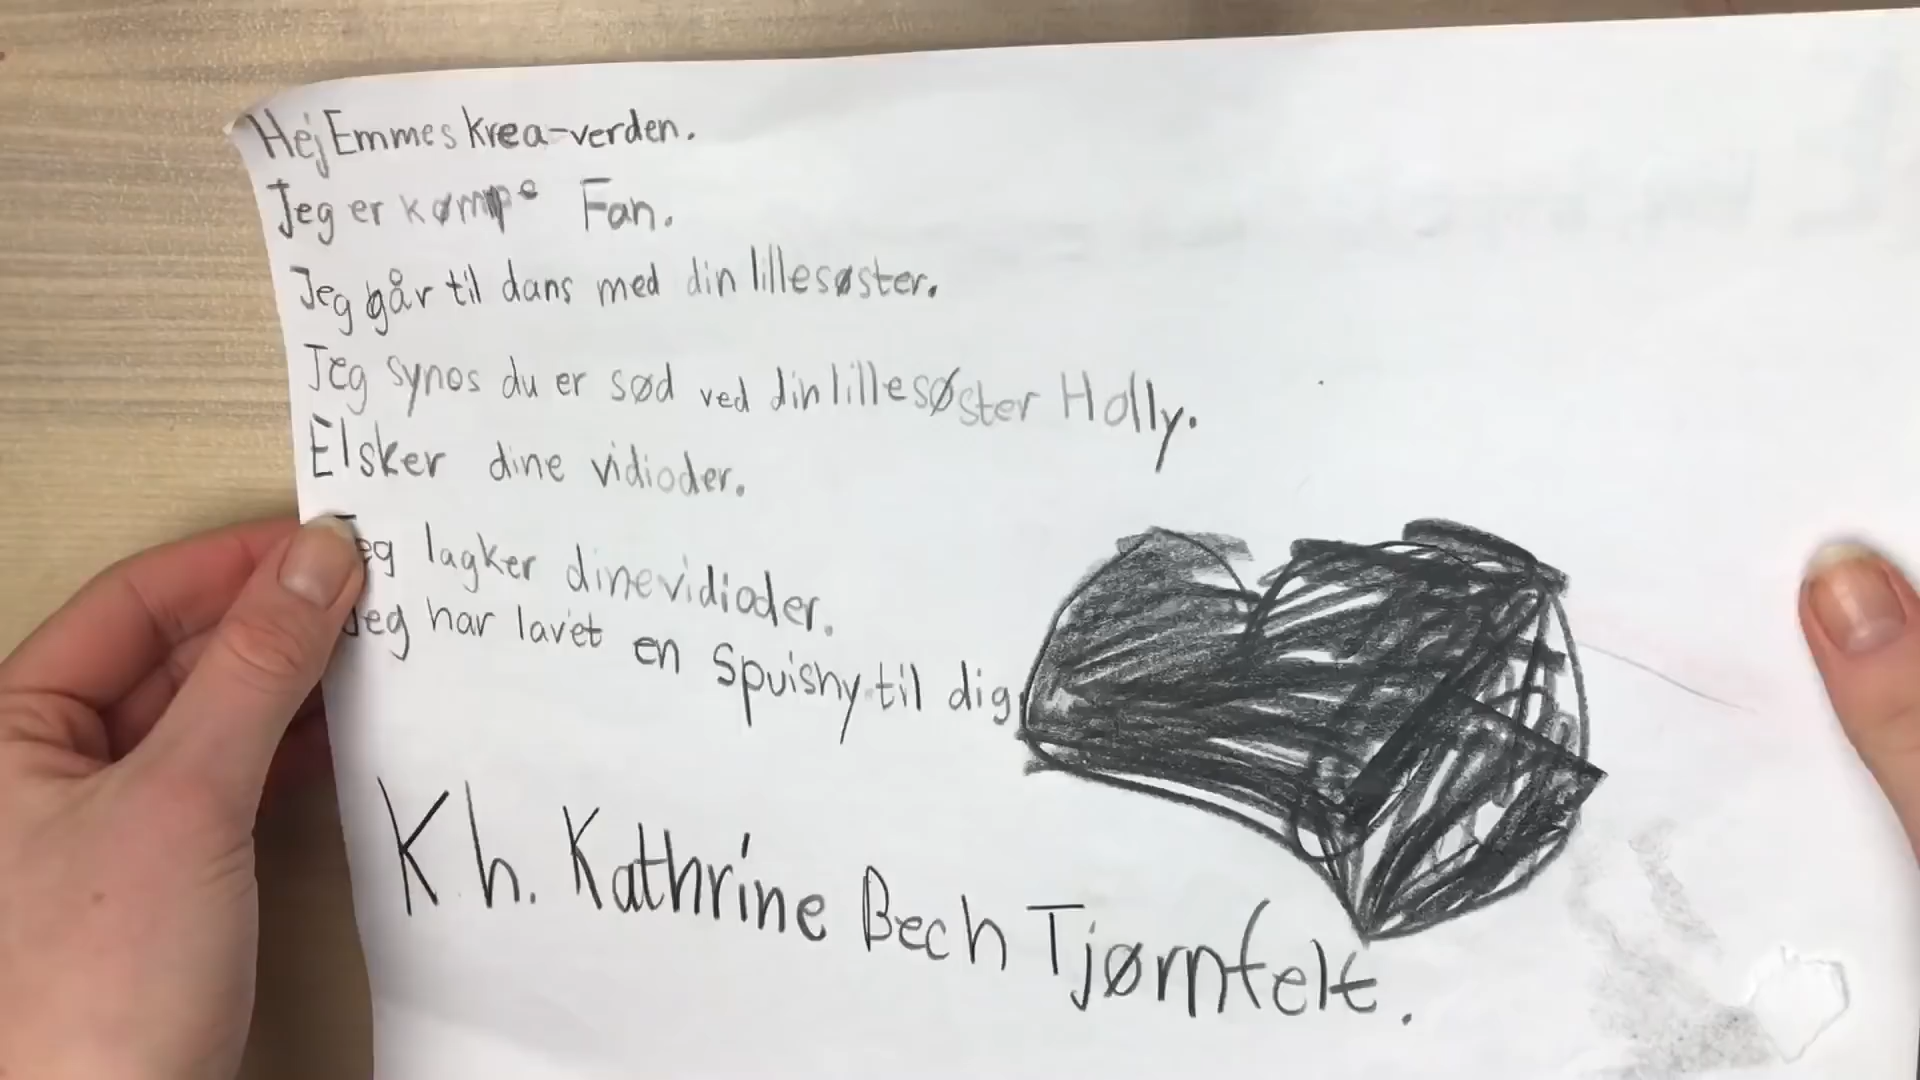 Hej Emmes krea-verden.
Jeg er kømpe Fan.
Jeg går til dans med din lillesøster.
Jeg synos du er sød ved din lillesøster Holly.
Elsker dine vidioder.
Jeg lagker dine vidioder.
Jeg har lavet en Spuishy til dig
Kh. Kathrine Bech Tjørnfelt.